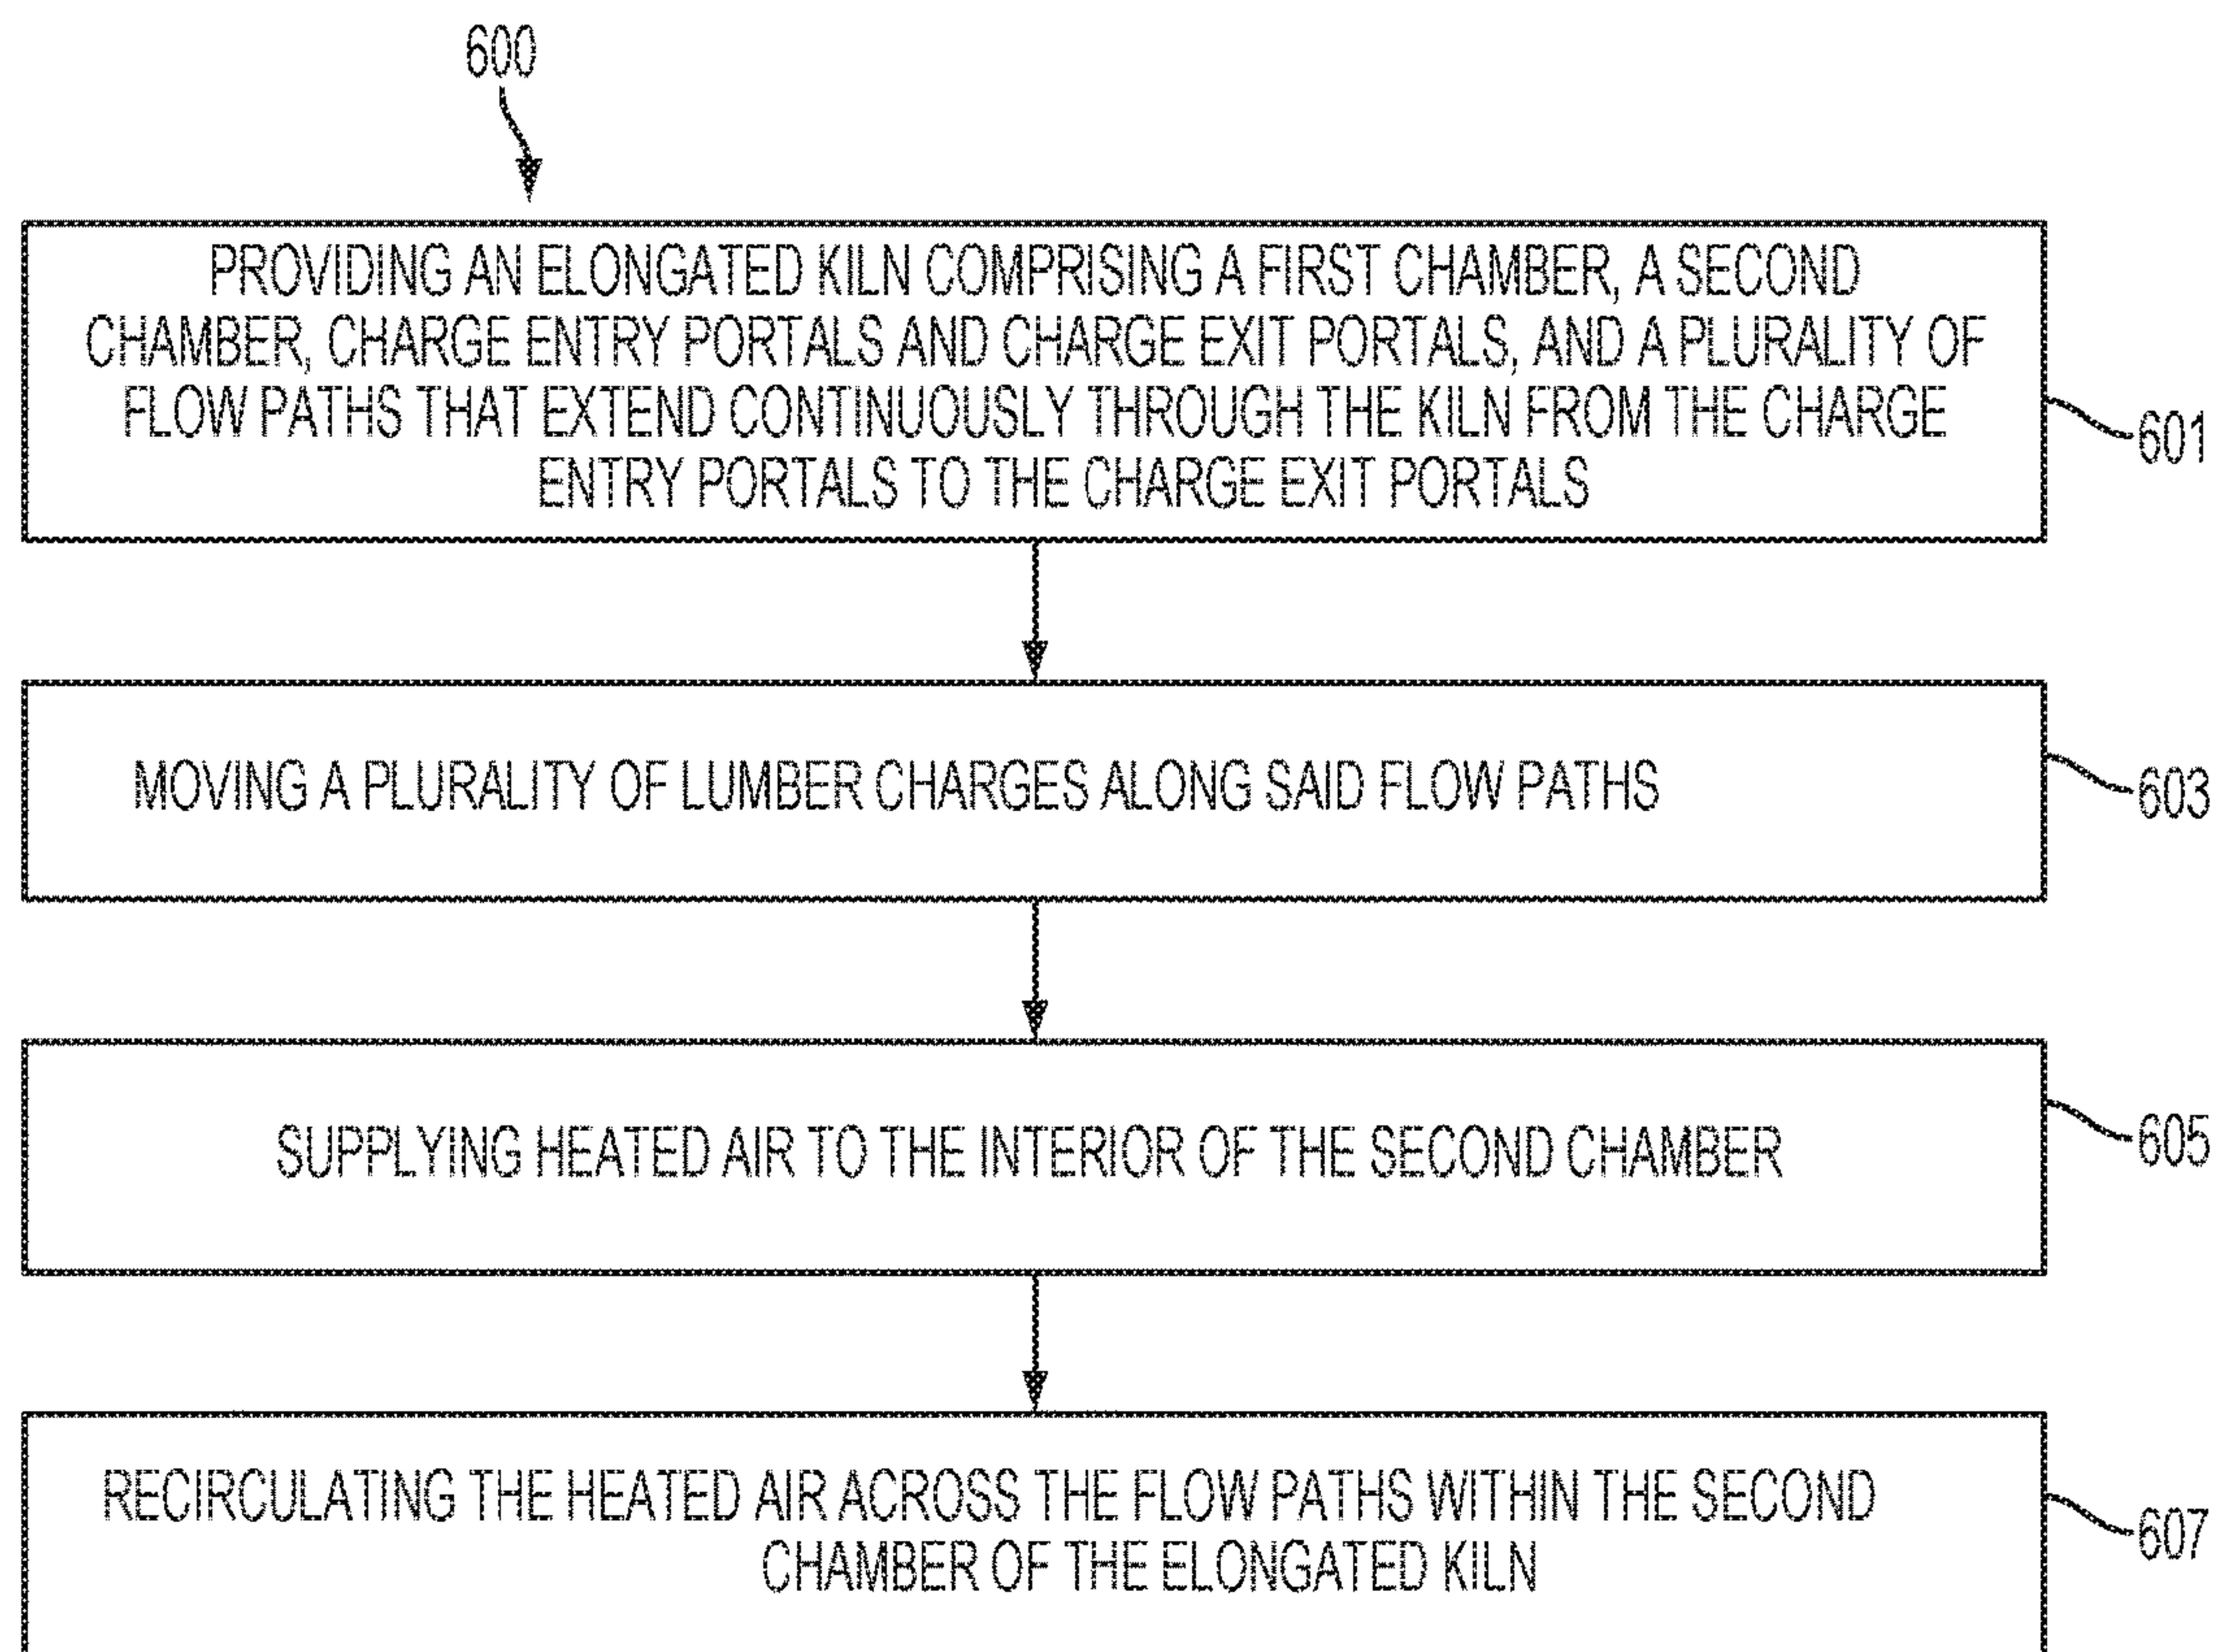 600
PROVIDING AN ELONGATED KILN COMPRISING A FIRST CHAMBER, A SECOND
CHAMBER, CHARGE ENTRY PORTALS AND CHARGE EXIT PORTALS, AND A PLURALITY OF
FLOW PATHS THAT EXTEND CONTINUOUSLY THROUGH THE KILN FROM THE CHARGE
ENTRY PORTALS TO THE CHARGE EXIT PORTALS
601
MOVING A PLURALITY OF LUMBER CHARGES ALONG SAID FLOW PATHS
603
SUPPLYING HEATED AIR TO THE INTERIOR OF THE SECOND CHAMBER
605
RECIRCULATING THE HEATED AIR ACROSS THE FLOW PATHS WITHIN THE SECOND
CHAMBER OF THE ELONGATED KILN
607